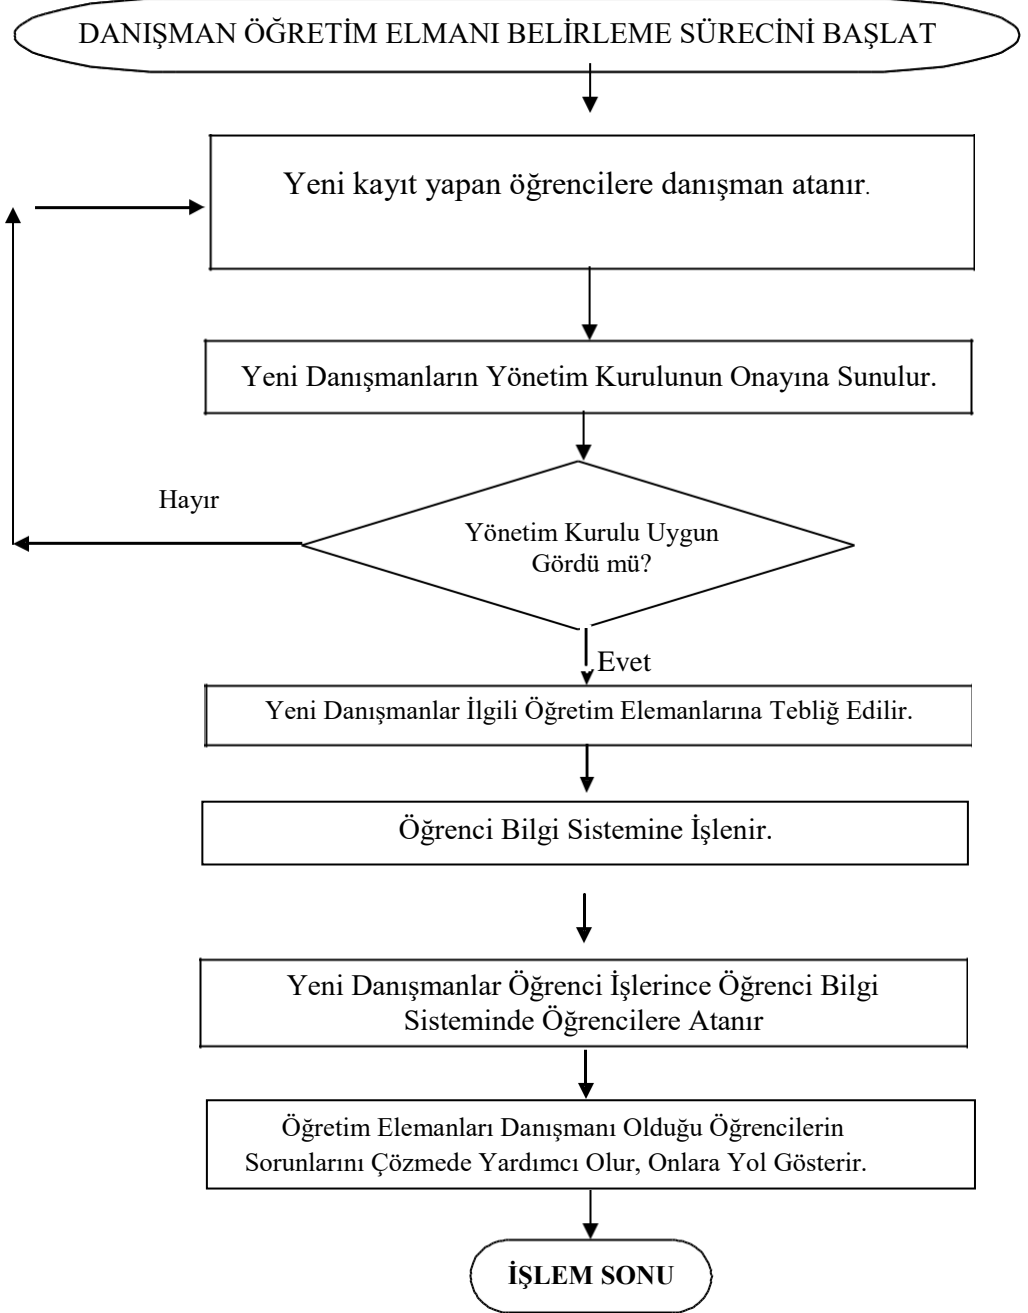 DANIŞMAN ÖĞRETİM ELMANI BELİRLEME SÜRECİNİ BAŞLAT
Yeni kayıt yapan öğrencilere danışman atanır.
Yeni Danışmanların Yönetim Kurulunun Onayına Sunulur.
Hayır
Yönetim Kurulu Uygun
Gördü mü?
Evet
Yeni Danışmanlar İlgili Öğretim Elemanlarına Tebliğ Edilir.
Öğrenci Bilgi Sistemine İşlenir.
Yeni Danışmanlar Öğrenci İşlerince Öğrenci Bilgi
Sisteminde Öğrencilere Atanır
Öğretim Elemanları Danışmanı Olduğu Öğrencilerin
Sorunlarını Çözmede Yardımcı Olur, Onlara Yol Gösterir.
İŞLEM SONU